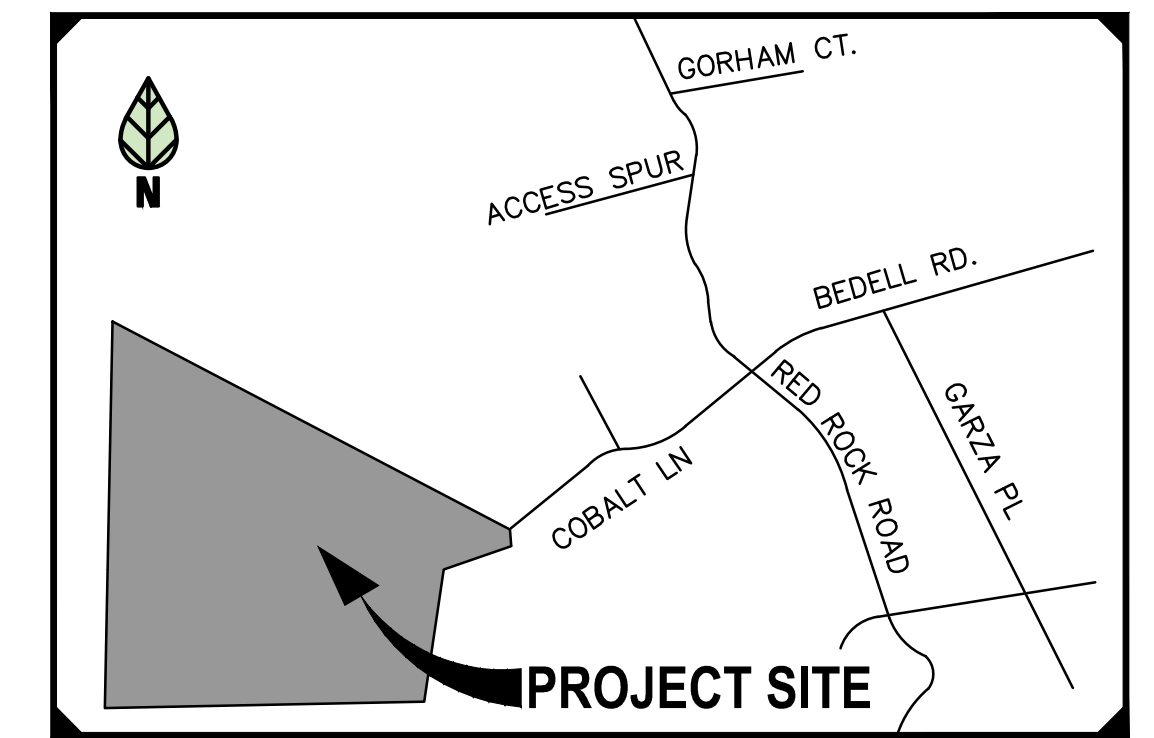 GORHAM CT.
ACCESS SPUR
N
BEDELL RD.
RED ROCK ROAD
GARZA PL
COBALT LN
PROJECT SITE